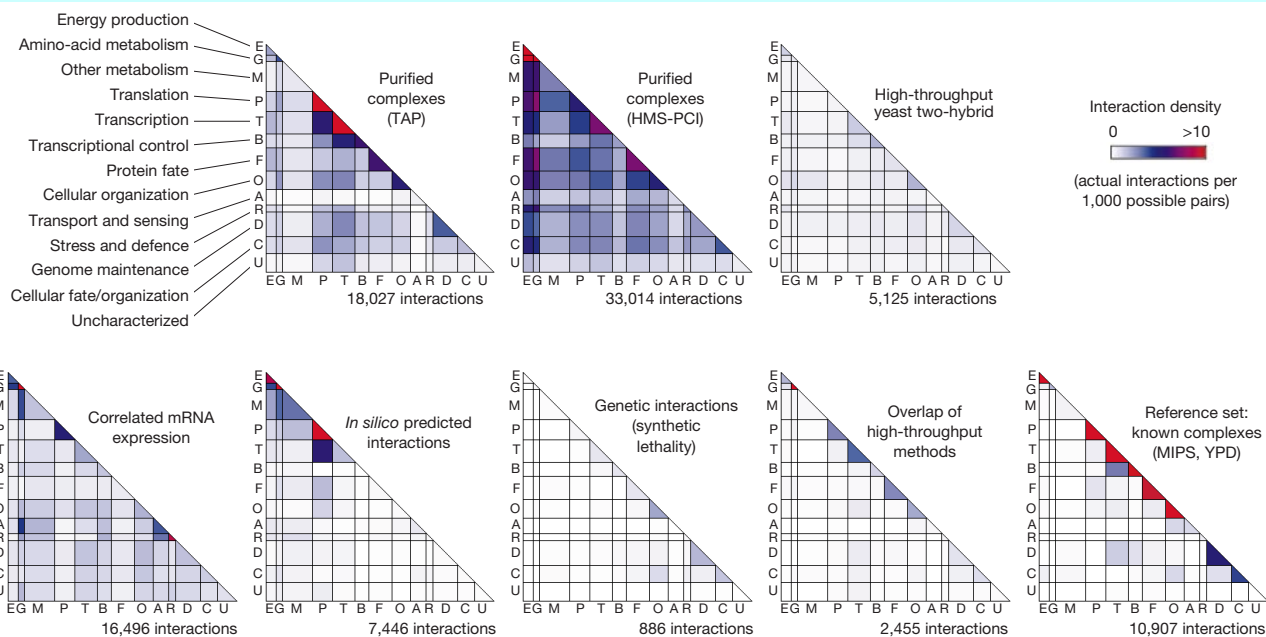 Energy production
Amino-acid metabolism
Other metabolism
Translation
Transcription
Transcriptional control
Protein fate
Cellular organization
Transport and sensing
Stress and defence
Genome maintenance
Cellular fate/organization
Uncharacterized
E
G
M
P
T
B
F
O
A
R
D
C
U
E G M P T B F O A R D C U
Purified
complexes
(TAP)
18,027 interactions
E
G
M
P
T
B
F
O
A
R
D
C
U
E G M P T B F O A R D C U
Purified
complexes
(HMS-PCI)
33,014 interactions
E
G
M
P
T
B
F
O
A
R
D
C
U
E G M P T B F O A R D C U
High-throughput
yeast two-hybrid
5,125 interactions
Interaction density
0 >10
(actual interactions per
1,000 possible pairs)
E
G
M
P
T
B
F
O
A
R
D
C
U
E G M P T B F O A R D C U
Correlated mRNA
expression
16,496 interactions
E
G
M
P
T
B
F
O
A
R
D
C
U
E G M P T B F O A R D C U
In silico predicted
interactions
7,446 interactions
E
G
M
P
T
B
F
O
A
R
D
C
U
E G M P T B F O A R D C U
Genetic interactions
(synthetic
lethality)
886 interactions
E
G
M
P
T
B
F
O
A
R
D
C
U
E G M P T B F O A R D C U
Overlap of
high-throughput
methods
2,455 interactions
E
G
M
P
T
B
F
O
A
R
D
C
U
E G M P T B F O A R D C U
Reference set:
known complexes
(MIPS, YPD)
10,907 interactions